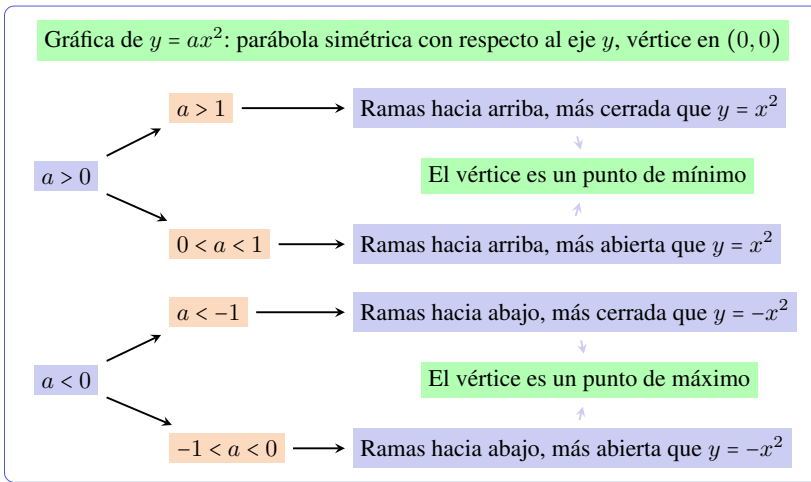 Gráfica de y = ax²: parábola simétrica con respecto al eje y, vértice en (0, 0)
a > 1
Ramas hacia arriba, más cerrada que y = x²
a > 0
El vértice es un punto de mínimo
0 < a < 1
Ramas hacia arriba, más abierta que y = x²
a < −1
Ramas hacia abajo, más cerrada que y = −x²
a < 0
El vértice es un punto de máximo
−1 < a < 0
Ramas hacia abajo, más abierta que y = −x²